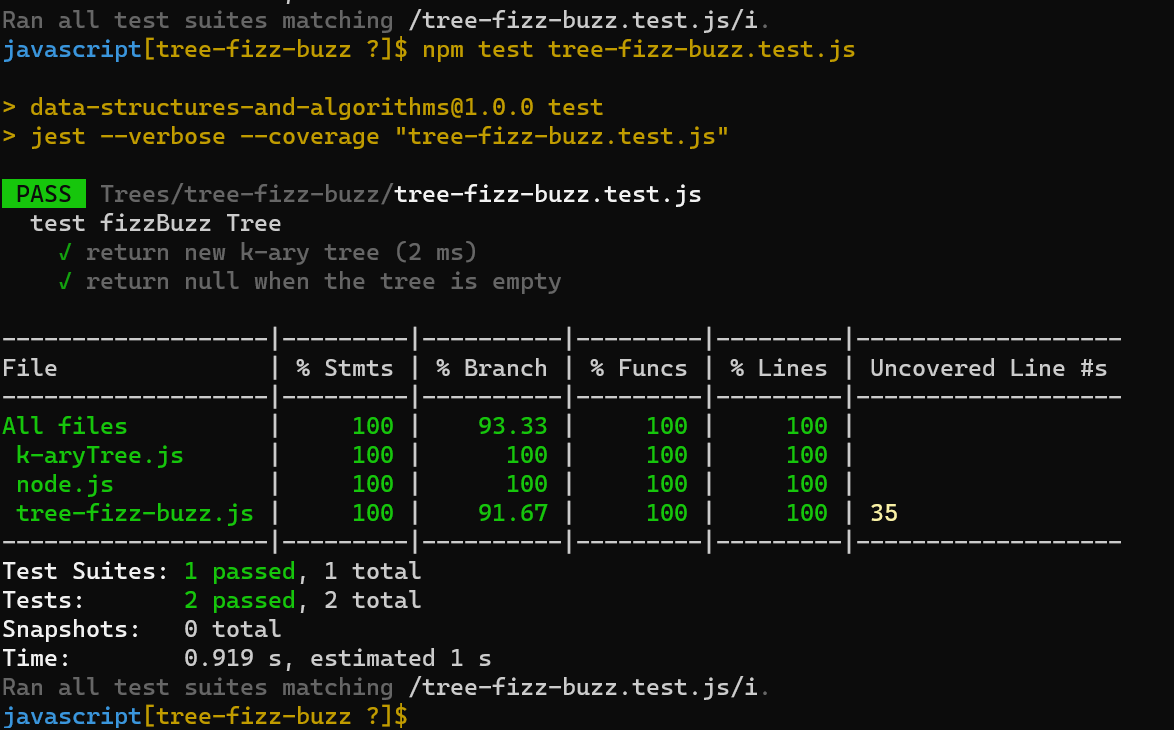 Ran all test suites matching /tree-fizz-buzz.test.js/i.
javascript[tree-fizz-buzz ?]$ npm test tree-fizz-buzz.test.js
> data-structures-and-algorithms@1.0.0 test
> jest --verbose --coverage "tree-fizz-buzz.test.js"
PASS Trees/tree-fizz-buzz/tree-fizz-buzz.test.js
test fizzBuzz Tree
√ return new k-ary tree (2 ms)
√ return null when the tree is empty
-------------------|---------|----------|---------|---------|-------------------
File | % Stmts | % Branch | % Funcs | % Lines | Uncovered Line #s
-------------------|---------|----------|---------|---------|-------------------
All files | 100 | 93.33 | 100 | 100 |
k-aryTree.js | 100 | 100 | 100 | 100 |
node.js | 100 | 100 | 100 | 100 |
tree-fizz-buzz.js | 100 | 91.67 | 100 | 100 | 35
-------------------|---------|----------|---------|---------|-------------------
Test Suites: 1 passed, 1 total
Tests: 2 passed, 2 total
Snapshots: 0 total
Time: 0.919 s, estimated 1 s
Ran all test suites matching /tree-fizz-buzz.test.js/i.
javascript[tree-fizz-buzz ?]$